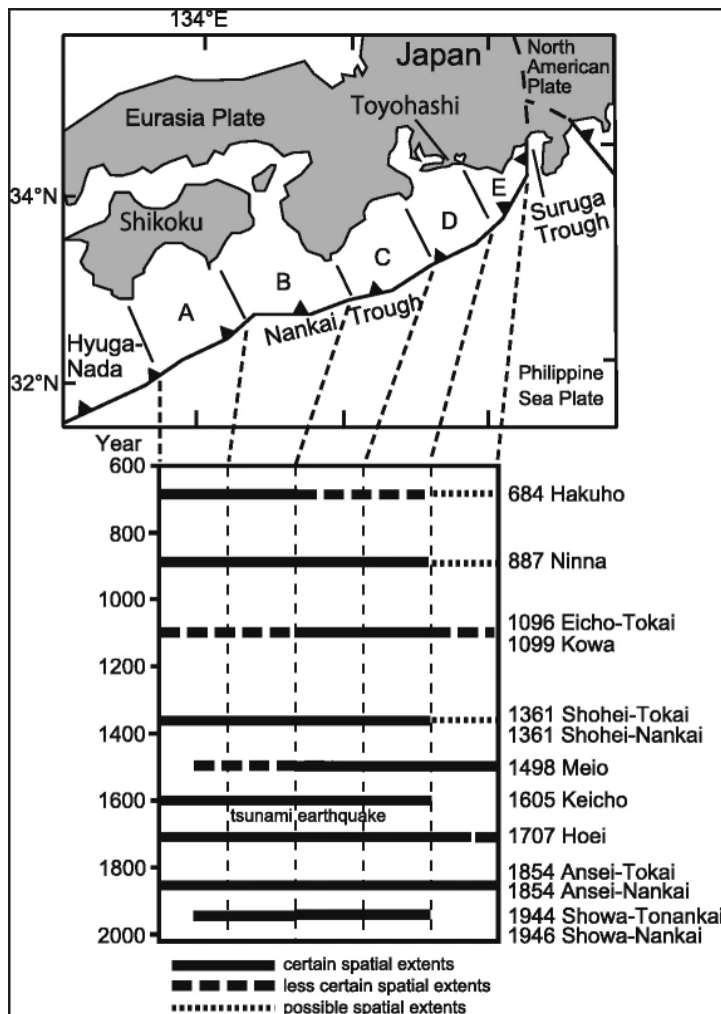 134°E
Japan
North
American
Plate
Toyohashi
Eurasia Plate
34°N
E
Suruga
Trough
Shikoku
D
C
B
A
Nankai Trough
Hyuga-
Nada
32°N
Philippine
Sea Plate
Year
600
684 Hakuho
800
887 Ninna
1000
1096 Eicho-Tokai
1099 Kowa
1200
1361 Shohei-Tokai
1361 Shohei-Nankai
1400
1498 Meio
1600
1605 Keicho
tsunami earthquake
1707 Hoei
1800
1854 Ansei-Tokai
1854 Ansei-Nankai
1944 Showa-Tonankai
1946 Showa-Nankai
2000
certain spatial extents
less certain spatial extents
possible spatial extents